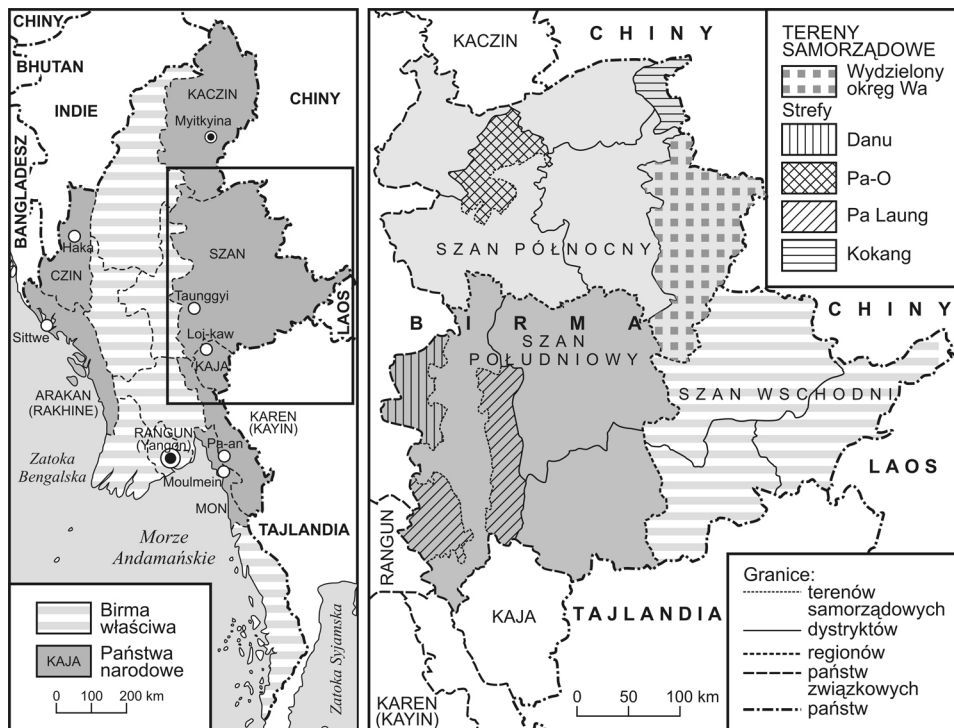 CHINY
BHUTAN
INDIE
BANGLADESZ
KACZIN
Myitkyina
CHINY
Haka
CZIN
SZAN
Taunggyi
LAOS
Loi-kaw
KAJA
Sittwe
ARAKAN
(RAKHINE)
KAREN
(KAYIN)
RANGUN
(Yangon)
Pa-an
Zatoka
Bengalska
Moulmein
MON
TAJLANDIA
Morze
Andamańskie
Zatoka Syjamska
Birma
właściwa
KAJA
Państwa
narodowe
0 100 200 km
KACZIN
CHINY
SZAN PÓŁNOCNY
BIRMA
SZAN
POŁUDNIOWY
CHINY
SZAN WSCHODNI
LAOS
RANGUN
KAJA
TAJLANDIA
KAREN
(KAYIN)
0 50 100 km
TERENY
SAMORZĄDOWE
Wydzielony
okręg Wa
Strefy
Danu
Pa-O
Pa Laung
Kokang
Granice:
terenów
samorządowych
dystryktów
regionów
państw
związkowych
państw